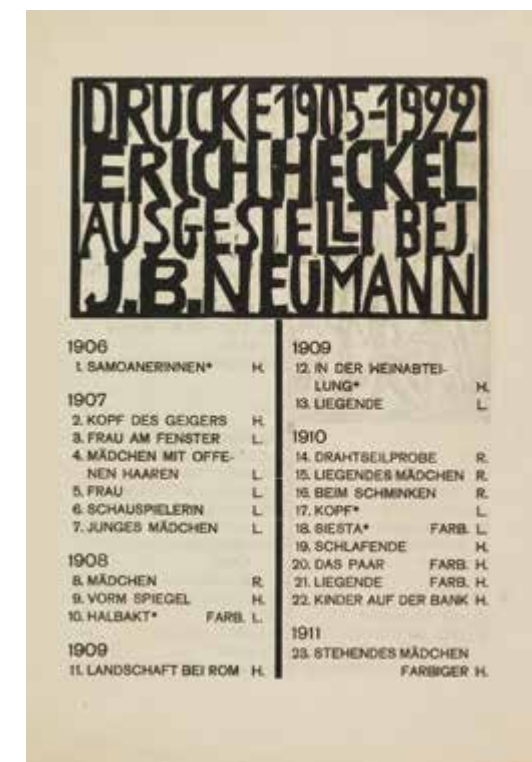 DRUCKE 1905-1922
ERICH HECKEL
AUSGESTELLT BEI
J.B. NEUMANN
1906
1. SAMOANERINNEN* H.
1907
2. KOPF DES GEIGERS H.
3. FRAU AM FENSTER L.
4. MÄDCHEN MIT OFFE-
NEN HAAREN L.
5. FRAU L.
6. SCHAUSPIELERIN L.
7. JUNGES MÄDCHEN L.
1908
8. MÄDCHEN R.
9. VORM SPIEGEL H.
10. HALBAKT* FARB. L.
1909
11. LANDSCHAFT BEI ROM H.
1909
12. IN DER WEINABTEI-
LUNG* H.
13. LIEGENDE L.
1910
14. DRAHTSEILPROBE R.
15. LIEGENDES MÄDCHEN R.
16. BEIM SCHMINKEN R.
17. KOPF* L.
18. SIESTA* FARB. L.
19. SCHLAFENDE H.
20. DAS PAAR FARB. H.
21. LIEGENDE FARB. H.
22. KINDER AUF DER BANK H.
1911
23. STEHENDES MÄDCHEN
FARBIGER H.